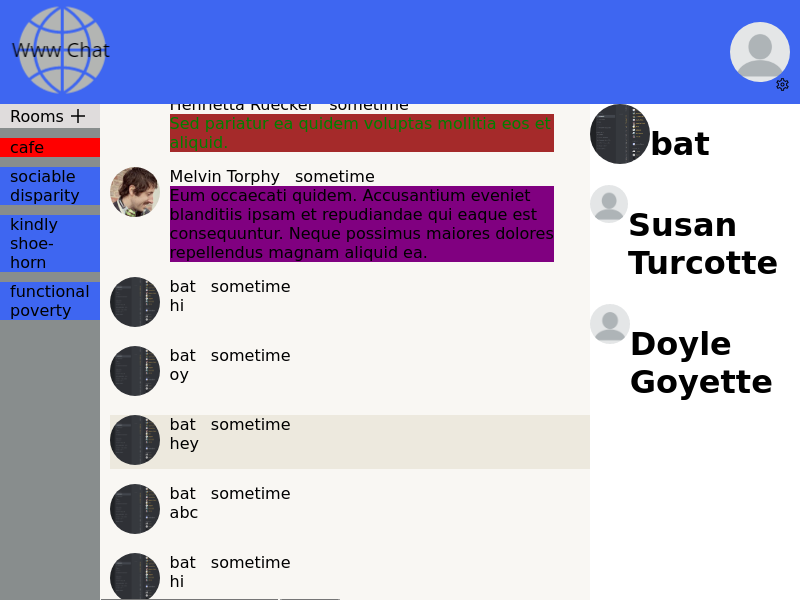 Www Chat
Rooms +
cafe
sociable
disparity
kindly
shoe-
horn
functional
poverty
Henrietta Ruecker sometime
Sed pariatur ea quidem voluptas mollitia eos et
aliquid.
Melvin Torphy sometime
Eum occaecati quidem. Accusantium eveniet
blanditiis ipsam et repudiandae qui eaque est
consequuntur. Neque possimus maiores dolores
repellendus magnam aliquid ea.
bat sometime
hi
bat sometime
oy
bat sometime
hey
bat sometime
abc
bat sometime
hi
bat
Susan
Turcotte
Doyle
Goyette